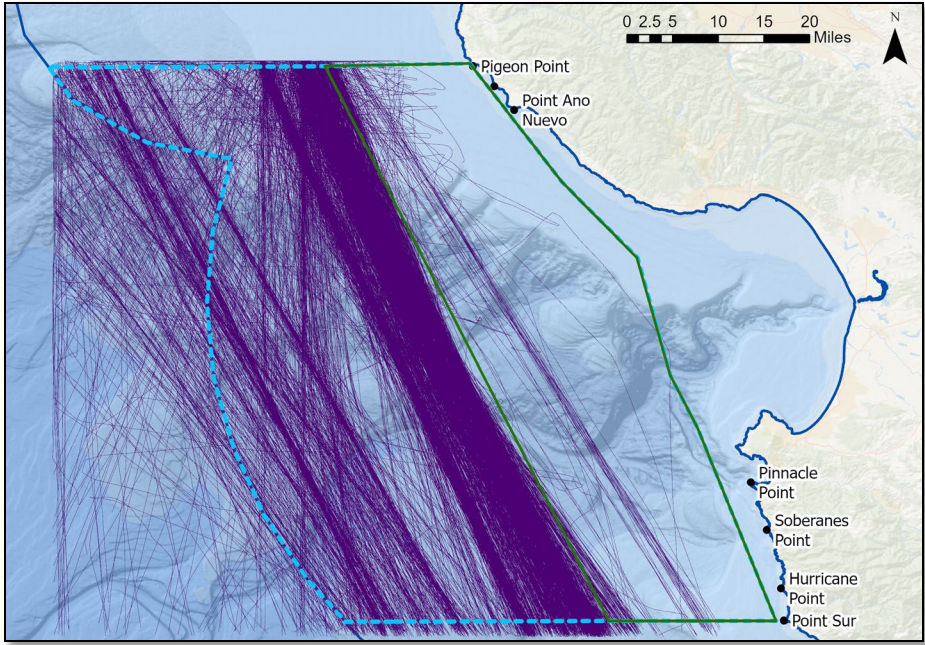 N
0 2.5 5 10 15 20
Miles
Pigeon Point
Point Ano
Nuevo
Pinnacle
Point
Soberanes
Point
Hurricane
Point
Point Sur